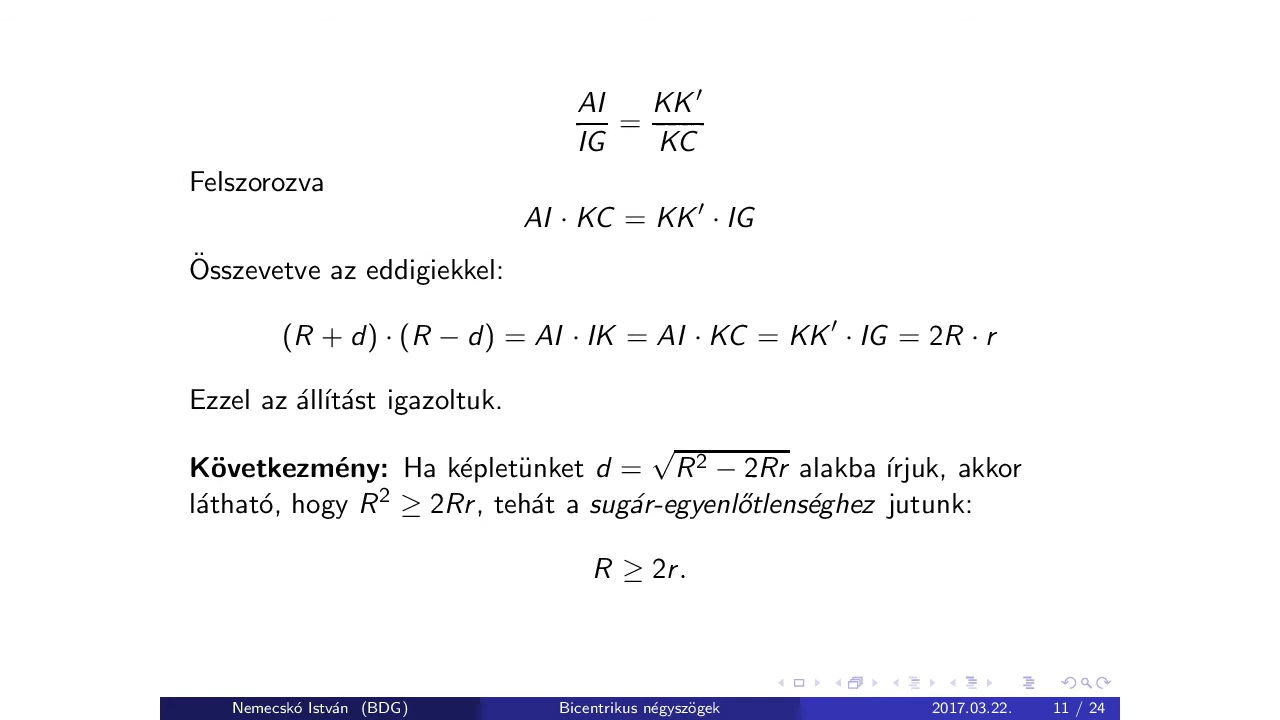 AI / IG = KK′ / KC
Felszorozva
AI · KC = KK′ · IG
Összevetve az eddigiekkel:
(R + d) · (R − d) = AI · IK = AI · KC = KK′ · IG = 2R · r
Ezzel az állítást igazoltuk.
Következmény: Ha képletünket d = √(R² − 2Rr) alakba írjuk, akkor
látható, hogy R² ≥ 2Rr, tehát a sugár-egyenlőtlenséghez jutunk:
R ≥ 2r.
Nemecskó István (BDG) Bicentrikus négyszögek 2017.03.22. 11 / 24